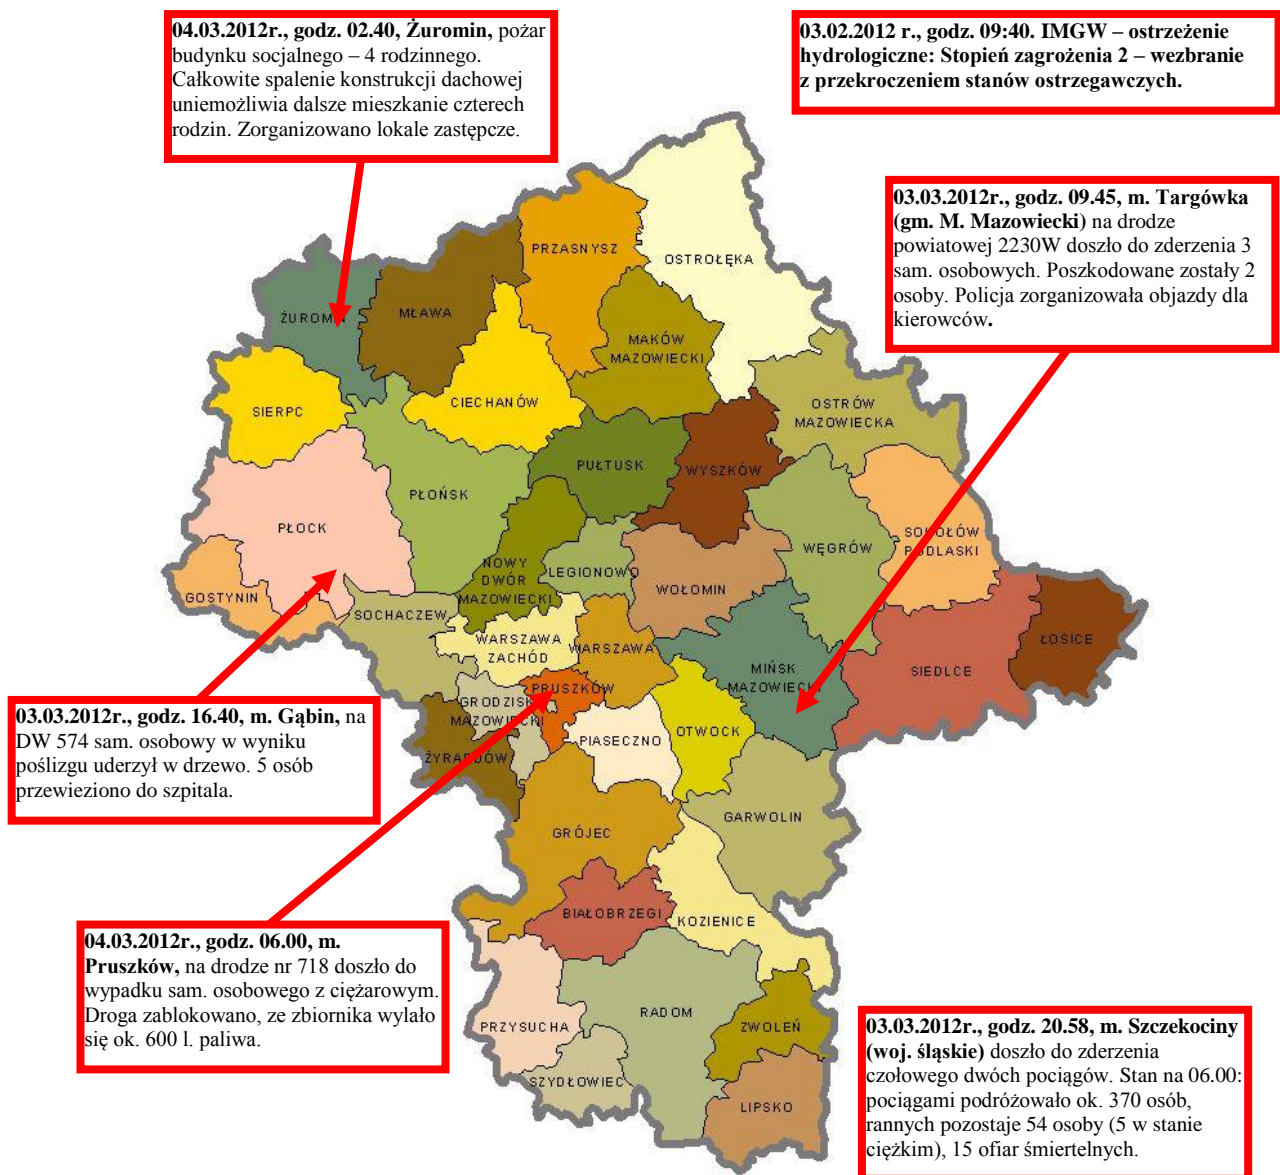 04.03.2012r., godz. 02.40, Żuromin, pożar
budynku socjalnego – 4 rodzinnego.
Całkowite spalenie konstrukcji dachowej
uniemożliwia dalsze mieszkanie czterech
rodzin. Zorganizowano lokale zastępcze.
03.02.2012 r., godz. 09:40. IMGW – ostrzeżenie
hydrologiczne: Stopień zagrożenia 2 – wezbranie
z przekroczeniem stanów ostrzegawczych.
03.03.2012r., godz. 09.45, m. Targówka
(gm. M. Mazowiecki) na drodze
powiatowej 2230W doszło do zderzenia 3
sam. osobowych. Poszkodowane zostały 2
osoby. Policja zorganizowała objazdy dla
kierowców.
PRZASNYSZ
OSTROŁĘKA
ŻUROMIN
MŁAWA
MAKÓW
MAZOWIECKI
SIERPC
CIECHANÓW
OSTRÓW
MAZOWIECKA
PUŁTUSK
WYSZKÓW
PŁOŃSK
PŁOCK
SOKOŁÓW
PODLASKI
WĘGRÓW
NOWY
DWÓR
MAZOWIECKI
LEGIONOWO
WOŁOMIN
GOSTYNIN
SOCHACZEW
WARSZAWA
ZACHÓD
WARSZAWA
ŁOSICE
MIŃSK
MAZOWIECKI
SIEDLCE
PRUSZKÓW
GRODZISK
MAZOWIECKI
PIASECZNO
OTWOCK
ŻYRARDÓW
GARWOLIN
GRÓJEC
BIAŁOBRZEGI
KOZIENICE
RADOM
PRZYSUCHA
ZWOLEŃ
SZYDŁOWIEC
LIPSKO
03.03.2012r., godz. 16.40, m. Gąbin, na
DW 574 sam. osobowy w wyniku
poślizgu uderzył w drzewo. 5 osób
przewieziono do szpitala.
04.03.2012r., godz. 06.00, m.
Pruszków, na drodze nr 718 doszło do
wypadku sam. osobowego z ciężarowym.
Droga zablokowano, ze zbiornika wylało
się ok. 600 l. paliwa.
03.03.2012r., godz. 20.58, m. Szczekociny
(woj. śląskie) doszło do zderzenia
czołowego dwóch pociągów. Stan na 06.00:
pociągami podróżowało ok. 370 osób,
rannych pozostaje 54 osoby (5 w stanie
ciężkim), 15 ofiar śmiertelnych.